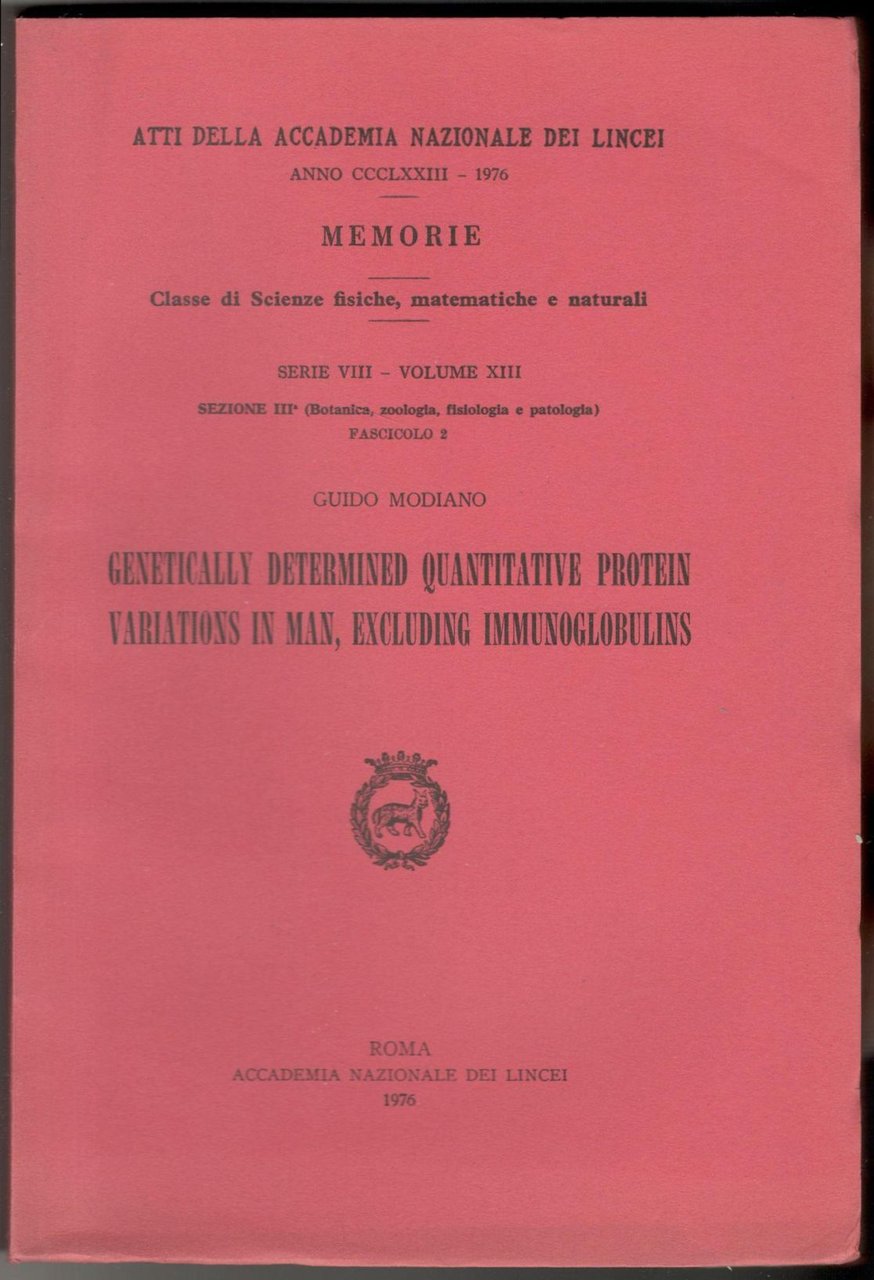 ATTI DELLA ACCADEMIA NAZIONALE DEI LINCEI
ANNO CCCLXXIII – 1976
MEMORIE
Classe di Scienze fisiche, matematiche e naturali
SERIE VIII – VOLUME XIII
SEZIONE IIIª (Botanica, zoologia, fisiologia e patologia)
FASCICOLO 2
GUIDO MODIANO
GENETICALLY DETERMINED QUANTITATIVE PROTEIN
VARIATIONS IN MAN, EXCLUDING IMMUNOGLOBULINS
ROMA
ACCADEMIA NAZIONALE DEI LINCEI
1976